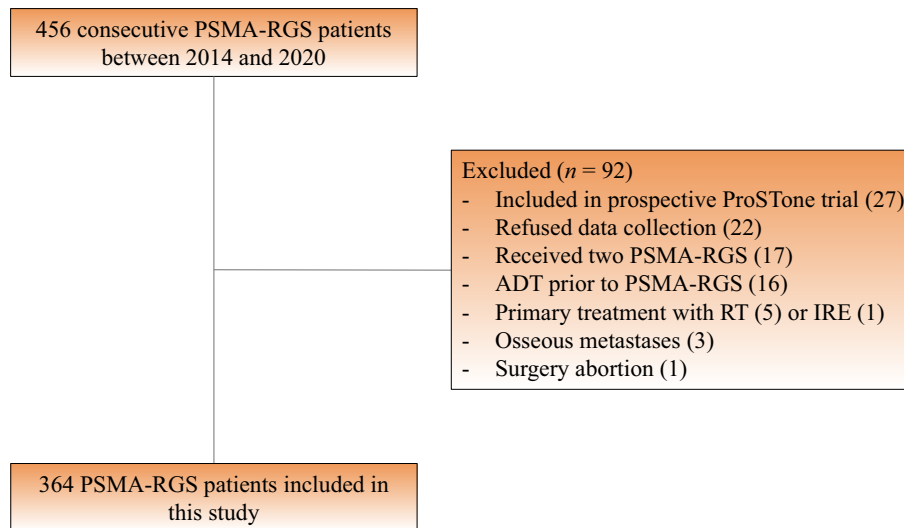 456 consecutive PSMA-RGS patients
between 2014 and 2020
Excluded (n = 92)
- Included in prospective ProSTone trial (27)
- Refused data collection (22)
- Received two PSMA-RGS (17)
- ADT prior to PSMA-RGS (16)
- Primary treatment with RT (5) or IRE (1)
- Osseous metastases (3)
- Surgery abortion (1)
364 PSMA-RGS patients included in
this study